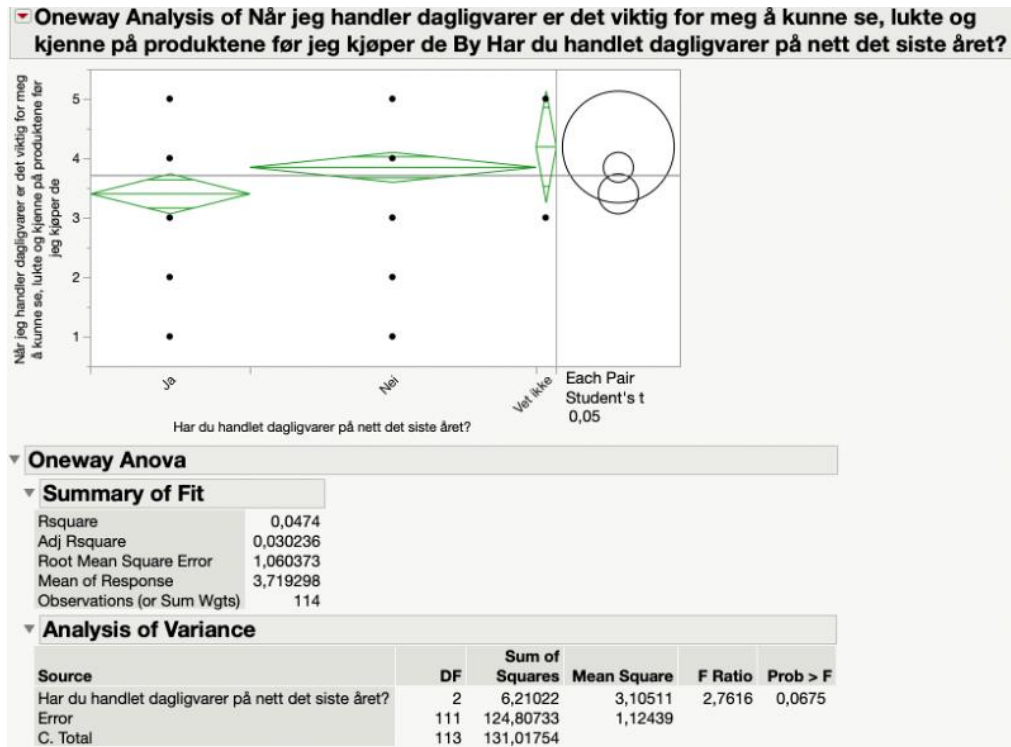 Oneway Analysis of Når jeg handler dagligvarer er det viktig for meg å kunne se, lukte og
kjenne på produktene før jeg kjøper de By Har du handlet dagligvarer på nett det siste året?
Når jeg handler dagligvarer er det viktig for meg
å kunne se, lukte og kjenne på produktene før
jeg kjøper de
5
4
3
2
1
Ja
Nei
Vet ikke
Each Pair
Student's t
0,05
Har du handlet dagligvarer på nett det siste året?
Oneway Anova
Summary of Fit
Rsquare 0,0474
Adj Rsquare 0,030236
Root Mean Square Error 1,060373
Mean of Response 3,719298
Observations (or Sum Wgts) 114
Analysis of Variance
Sum of
Source DF Squares Mean Square F Ratio Prob > F
Har du handlet dagligvarer på nett det siste året? 2 6,21022 3,10511 2,7616 0,0675
Error 111 124,80733 1,12439
C. Total 113 131,01754